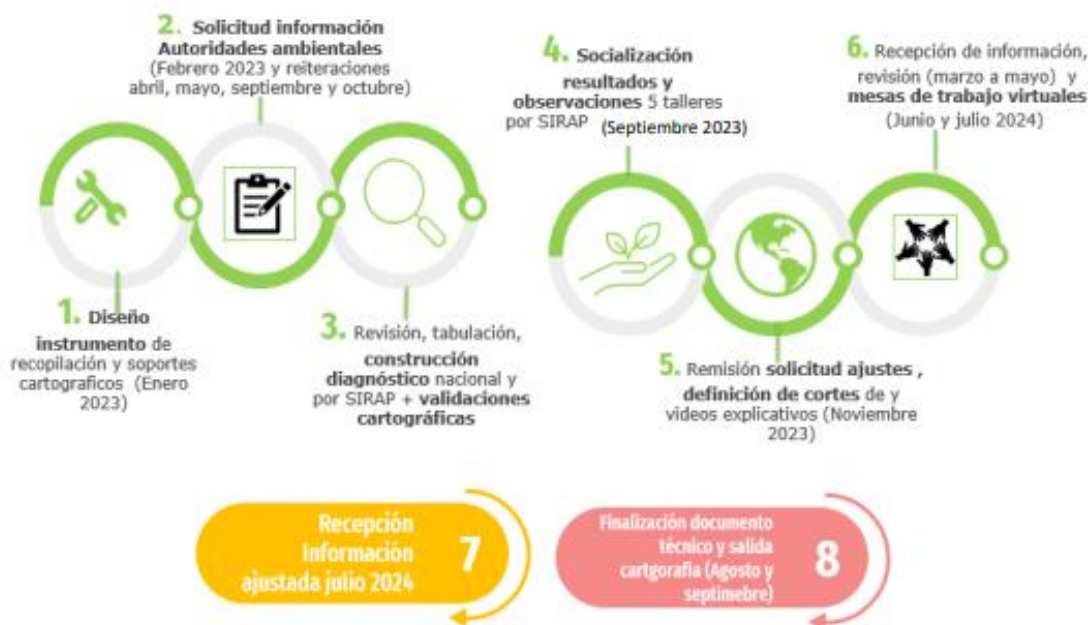 2. Solicitud información
Autoridades ambientales
(Febrero 2023 y reiteraciones
abril, mayo, septiembre y octubre)
4. Socialización
resultados y
observaciones 5 talleres
por SIRAP (Septiembre 2023)
6. Recepción de información,
revisión (marzo a mayo) y
mesas de trabajo virtuales
(Junio y julio 2024)
1. Diseño
instrumento de
recopilación y soportes
cartograficos (Enero
2023)
3. Revisión, tabulación,
construcción
diagnóstico nacional y
por SIRAP + validaciones
cartográficas
5. Remisión solicitud ajustes ,
definición de cortes de y
videos explicativos (Noviembre
2023)
Recepción
Información
ajustada julio 2024
7
Finalización documento
técnico y salida
cartgorafía (Agosto y
septimebre)
8